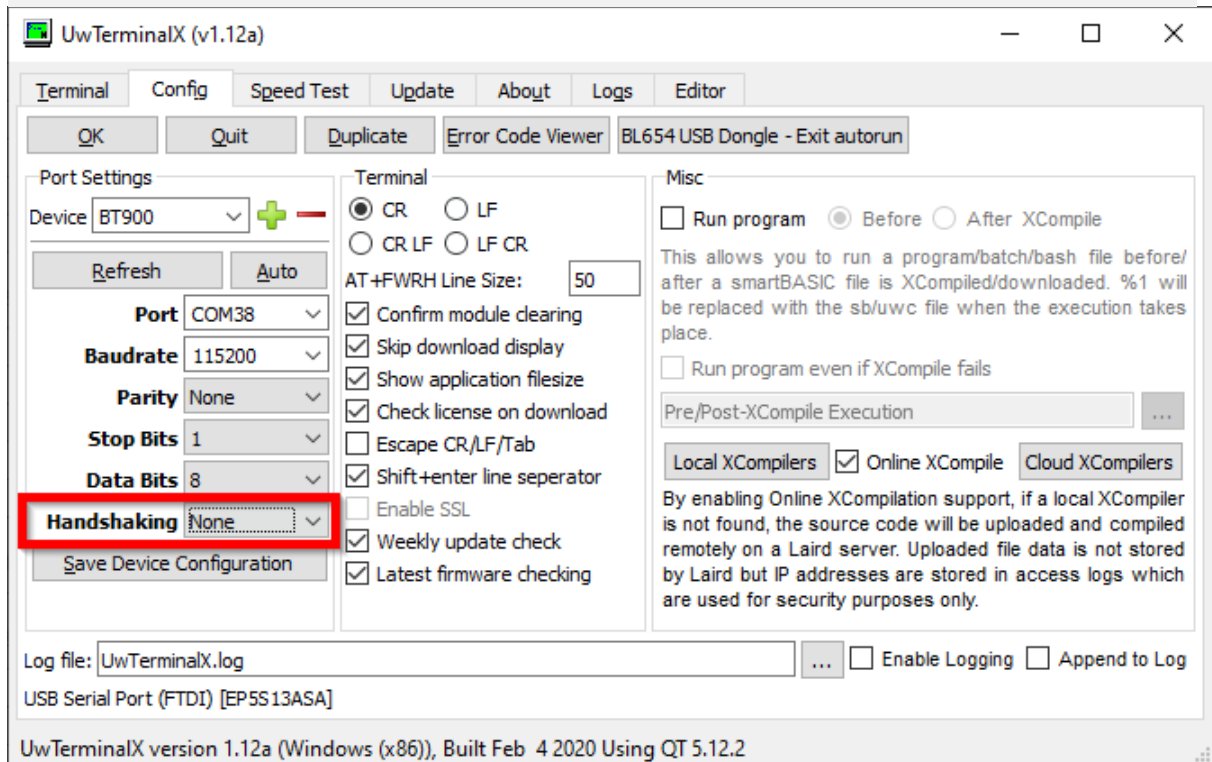 UwTerminalX (v1.12a)
Terminal Config Speed Test Update About Logs Editor
OK Quit Duplicate Error Code Viewer BL654 USB Dongle - Exit autorun
Port Settings
Device BT900
Refresh Auto
Port COM38
Baudrate 115200
Parity None
Stop Bits 1
Data Bits 8
Handshaking None
Save Device Configuration
Terminal
CR LF
CR LF LF CR
AT+FWRH Line Size: 50
Confirm module clearing
Skip download display
Show application filesize
Check license on download
Escape CR/LF/Tab
Shift+enter line seperator
Enable SSL
Weekly update check
Latest firmware checking
Misc
Run program Before After XCompile
This allows you to run a program/batch/bash file before/
after a smartBASIC file is XCompiled/downloaded. %1 will
be replaced with the sb/uwc file when the execution takes
place.
Run program even if XCompile fails
Pre/Post-XCompile Execution ...
Local XCompilers Online XCompile Cloud XCompilers
By enabling Online XCompilation support, if a local XCompiler
is not found, the source code will be uploaded and compiled
remotely on a Laird server. Uploaded file data is not stored
by Laird but IP addresses are stored in access logs which
are used for security purposes only.
Log file: UwTerminalX.log ... Enable Logging Append to Log
USB Serial Port (FTDI) [EP5S13ASA]
UwTerminalX version 1.12a (Windows (x86)), Built Feb 4 2020 Using QT 5.12.2